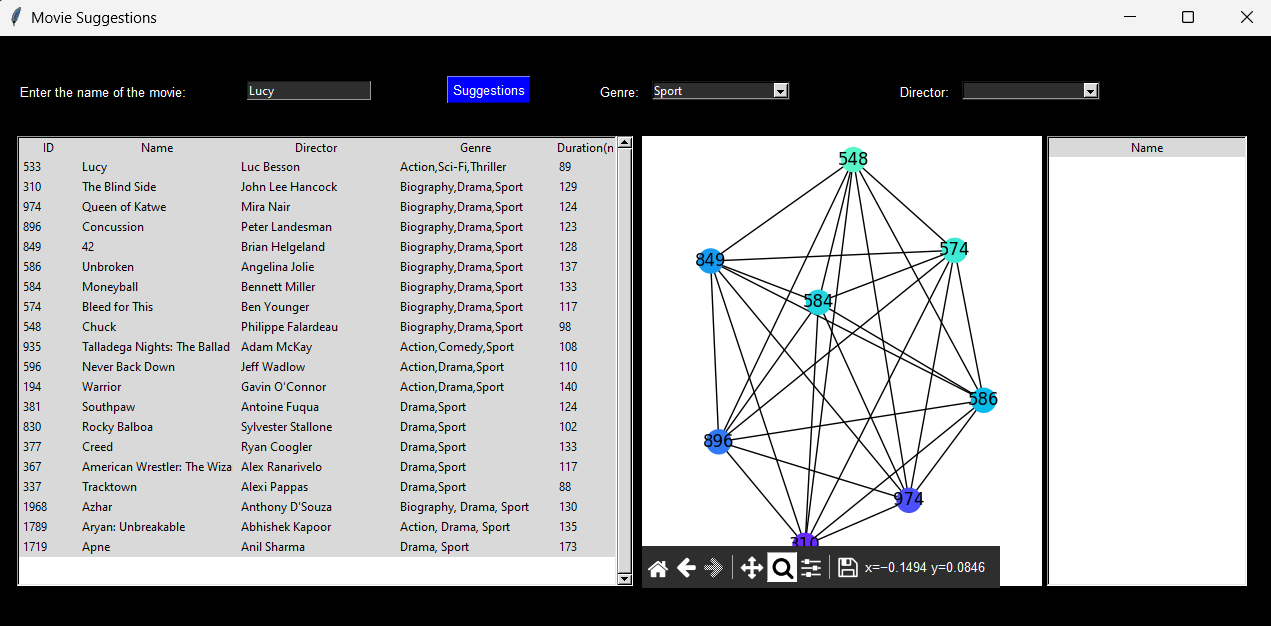 Movie Suggestions
Enter the name of the movie: Lucy Suggestions Genre: Sport Director:
ID Name Director Genre Duration(n
533 Lucy Luc Besson Action,Sci-Fi,Thriller 89
310 The Blind Side John Lee Hancock Biography,Drama,Sport 129
974 Queen of Katwe Mira Nair Biography,Drama,Sport 124
896 Concussion Peter Landesman Biography,Drama,Sport 123
849 42 Brian Helgeland Biography,Drama,Sport 128
586 Unbroken Angelina Jolie Biography,Drama,Sport 137
584 Moneyball Bennett Miller Biography,Drama,Sport 133
574 Bleed for This Ben Younger Biography,Drama,Sport 117
548 Chuck Philippe Falardeau Biography,Drama,Sport 98
935 Talladega Nights: The Ballad Adam McKay Action,Comedy,Sport 108
596 Never Back Down Jeff Wadlow Action,Drama,Sport 110
194 Warrior Gavin O'Connor Action,Drama,Sport 140
381 Southpaw Antoine Fuqua Drama,Sport 124
830 Rocky Balboa Sylvester Stallone Drama,Sport 102
377 Creed Ryan Coogler Drama,Sport 133
367 American Wrestler: The Wiza Alex Ranarivelo Drama,Sport 117
337 Tracktown Alexi Pappas Drama,Sport 88
1968 Azhar Anthony D'Souza Biography, Drama, Sport 130
1789 Aryan: Unbreakable Abhishek Kapoor Action, Drama, Sport 135
1719 Apne Anil Sharma Drama, Sport 173
548
574
849
584
586
896
974
310
x=−0.1494 y=0.0846
Name